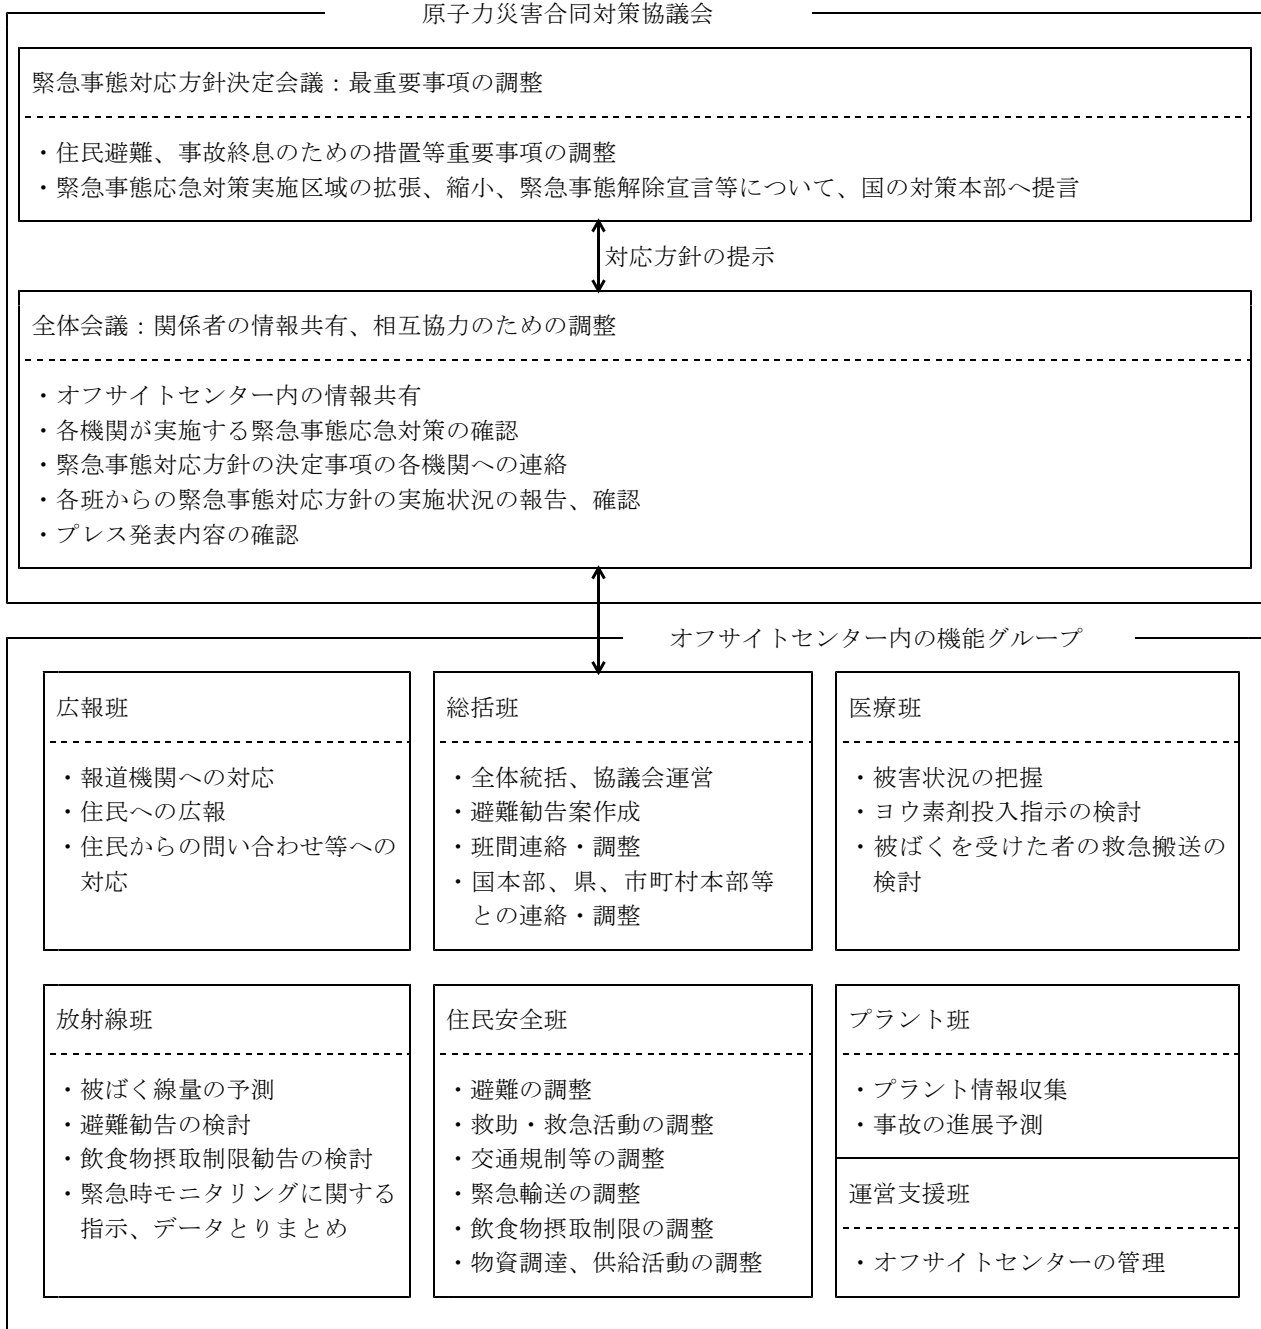 原子力災害合同対策協議会
緊急事態対応方針決定会議：最重要事項の調整
・住民避難、事故終息のための措置等重要事項の調整
・緊急事態応急対策実施区域の拡張、縮小、緊急事態解除宣言等について、国の対策本部へ提言
対応方針の提示
全体会議：関係者の情報共有、相互協力のための調整
・オフサイトセンター内の情報共有
・各機関が実施する緊急事態応急対策の確認
・緊急事態対応方針の決定事項の各機関への連絡
・各班からの緊急事態対応方針の実施状況の報告、確認
・プレス発表内容の確認
オフサイトセンター内の機能グループ
広報班
・報道機関への対応
・住民への広報
・住民からの問い合わせ等への
対応
総括班
・全体統括、協議会運営
・避難勧告案作成
・班間連絡・調整
・国本部、県、市町村本部等
との連絡・調整
医療班
・被害状況の把握
・ヨウ素剤投入指示の検討
・被ばくを受けた者の救急搬送の
検討
放射線班
・被ばく線量の予測
・避難勧告の検討
・飲食物摂取制限勧告の検討
・緊急時モニタリングに関する
指示、データとりまとめ
住民安全班
・避難の調整
・救助・救急活動の調整
・交通規制等の調整
・緊急輸送の調整
・飲食物摂取制限の調整
・物資調達、供給活動の調整
プラント班
・プラント情報収集
・事故の進展予測
運営支援班
・オフサイトセンターの管理